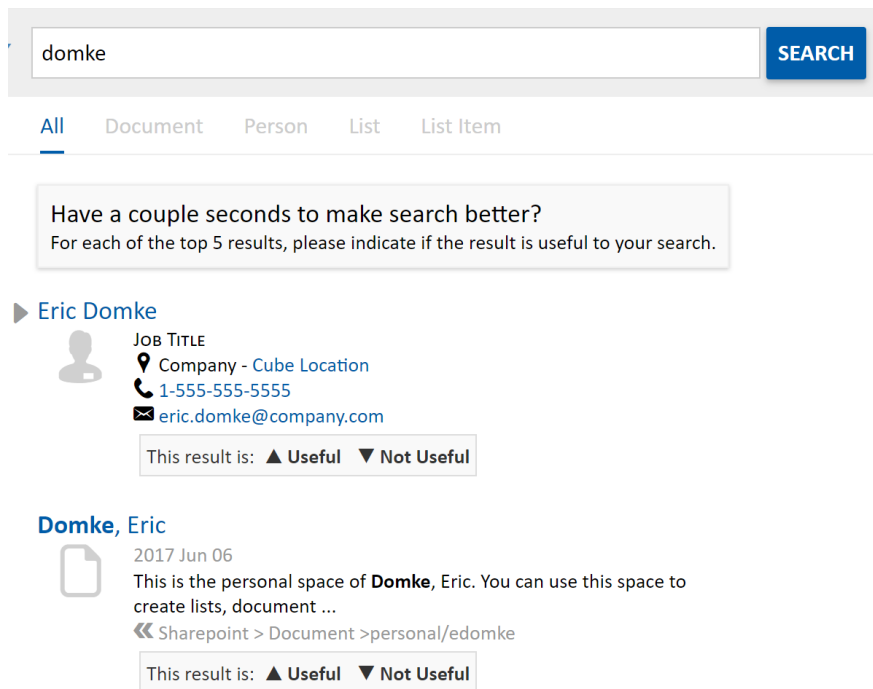 domke
SEARCH
All Document Person List List Item
Have a couple seconds to make search better?
For each of the top 5 results, please indicate if the result is useful to your search.
Eric Domke
JOB TITLE
Company - Cube Location
1-555-555-5555
eric.domke@company.com
This result is: ▲ Useful ▼ Not Useful
Domke, Eric
2017 Jun 06
This is the personal space of Domke, Eric. You can use this space to
create lists, document ...
Sharepoint > Document >personal/edomke
This result is: ▲ Useful ▼ Not Useful